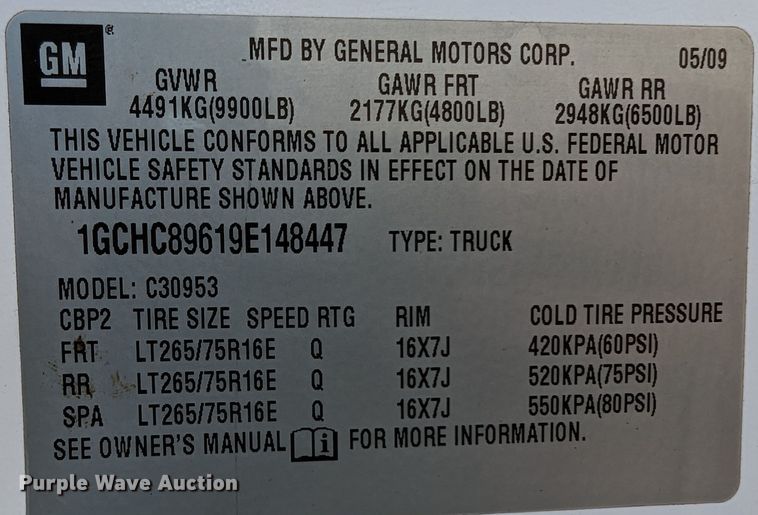 GM
®
MFD BY GENERAL MOTORS CORP. 05/09
GVWR GAWR FRT GAWR RR
4491KG(9900LB) 2177KG(4800LB) 2948KG(6500LB)
THIS VEHICLE CONFORMS TO ALL APPLICABLE U.S. FEDERAL MOTOR
VEHICLE SAFETY STANDARDS IN EFFECT ON THE DATE OF
MANUFACTURE SHOWN ABOVE.
1GCHC89619E148447 TYPE: TRUCK
MODEL: C30953
CBP2 TIRE SIZE SPEED RTG RIM COLD TIRE PRESSURE
FRT LT265/75R16E Q 16X7J 420KPA(60PSI)
RR LT265/75R16E Q 16X7J 520KPA(75PSI)
SPA LT265/75R16E Q 16X7J 550KPA(80PSI)
SEE OWNER'S MANUAL i FOR MORE INFORMATION.
Purple Wave Auction